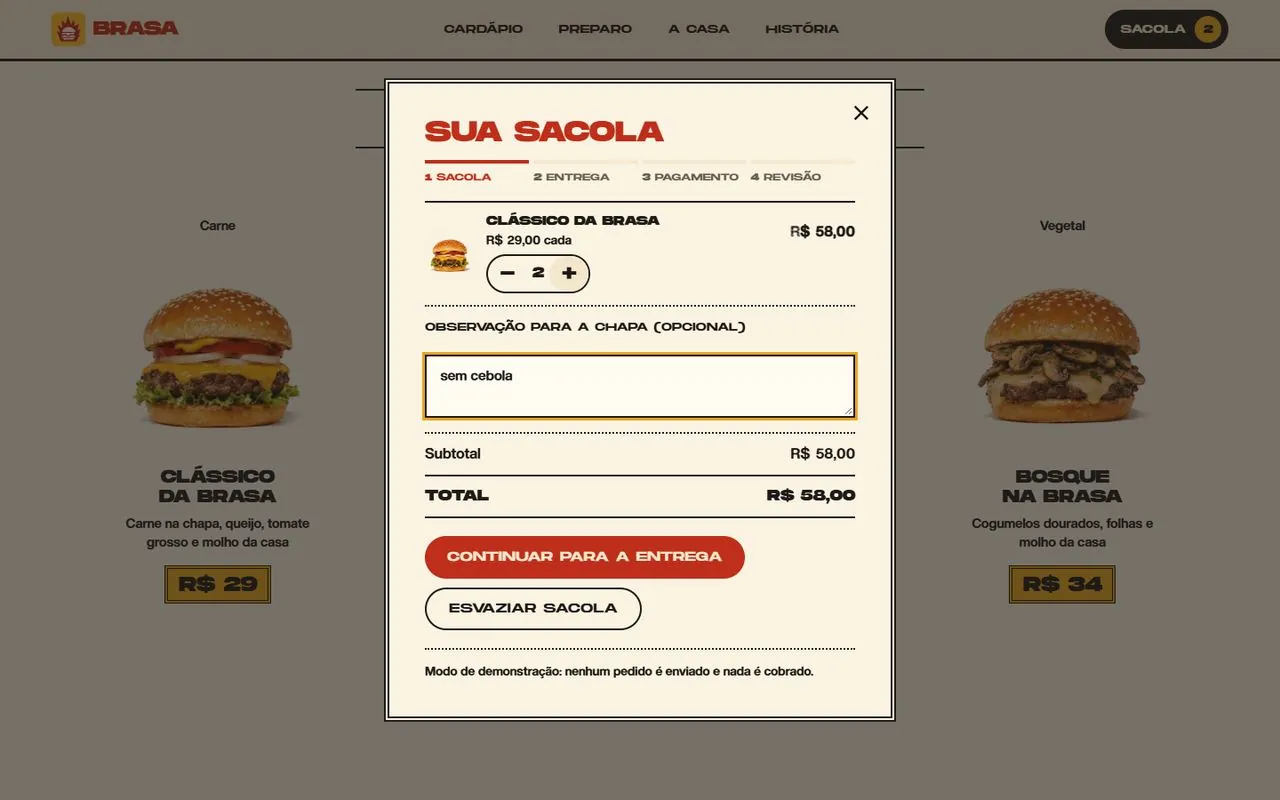 BRASA
CARDÁPIO PREPARO A CASA HISTÓRIA
SACOLA 2
SUA SACOLA
1 SACOLA 2 ENTREGA 3 PAGAMENTO 4 REVISÃO
CLÁSSICO DA BRASA
R$ 58,00
R$ 29,00 cada
− 2 +
OBSERVAÇÃO PARA A CHAPA (OPCIONAL)
sem cebola
Subtotal R$ 58,00
TOTAL R$ 58,00
CONTINUAR PARA A ENTREGA
ESVAZIAR SACOLA
Modo de demonstração: nenhum pedido é enviado e nada é cobrado.
Carne
CLÁSSICO
DA BRASA
Carne na chapa, queijo, tomate
grosso e molho da casa
R$ 29
Vegetal
BOSQUE
NA BRASA
Cogumelos dourados, folhas e
molho da casa
R$ 34